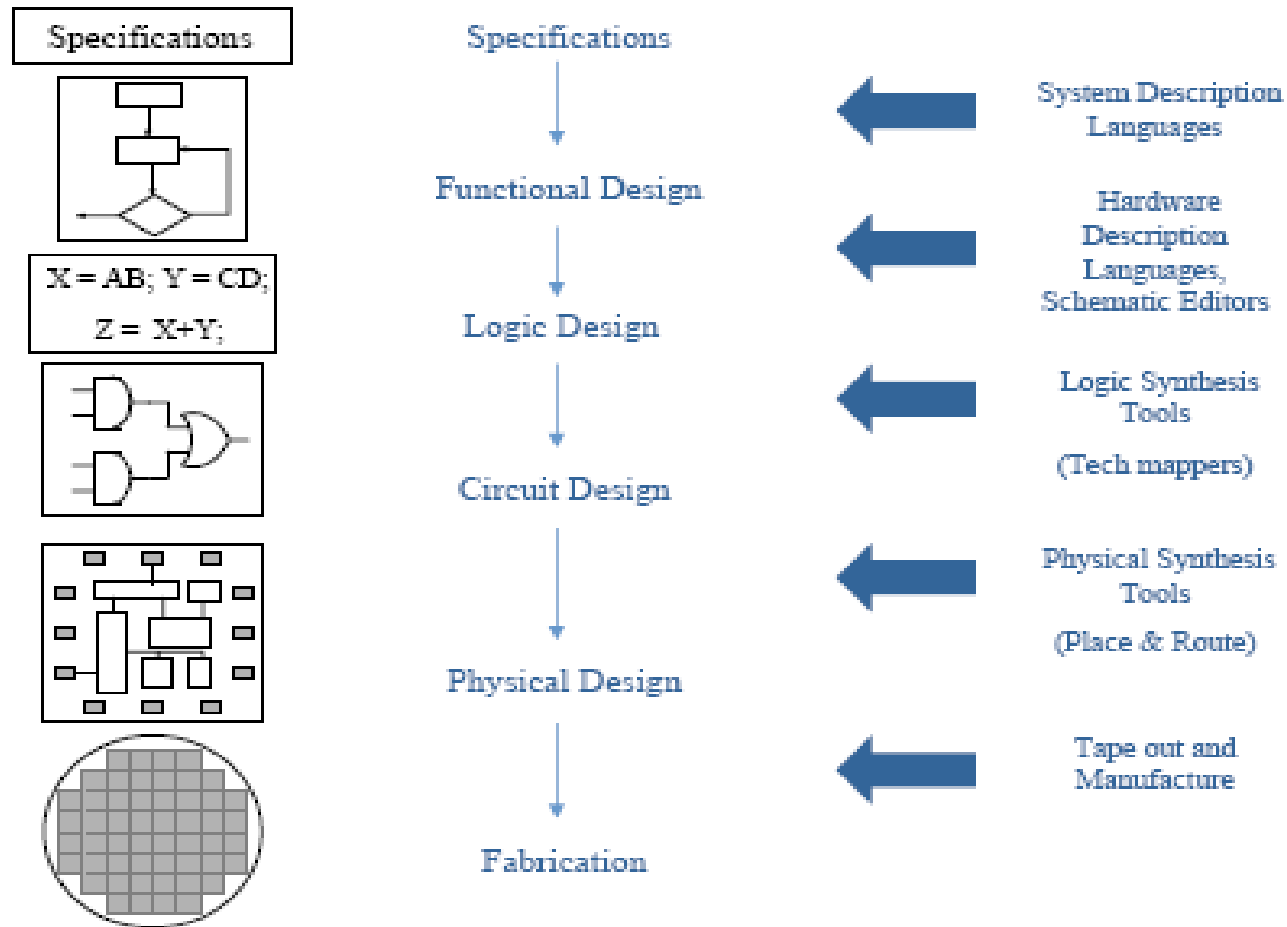 Specifications
X = AB; Y = CD;
Z = X+Y;
Specifications
Functional Design
Logic Design
Circuit Design
Physical Design
Fabrication
System Description
Languages
Hardware
Description
Languages,
Schematic Editors
Logic Synthesis
Tools
(Tech mappers)
Physical Synthesis
Tools
(Place & Route)
Tape out and
Manufacture